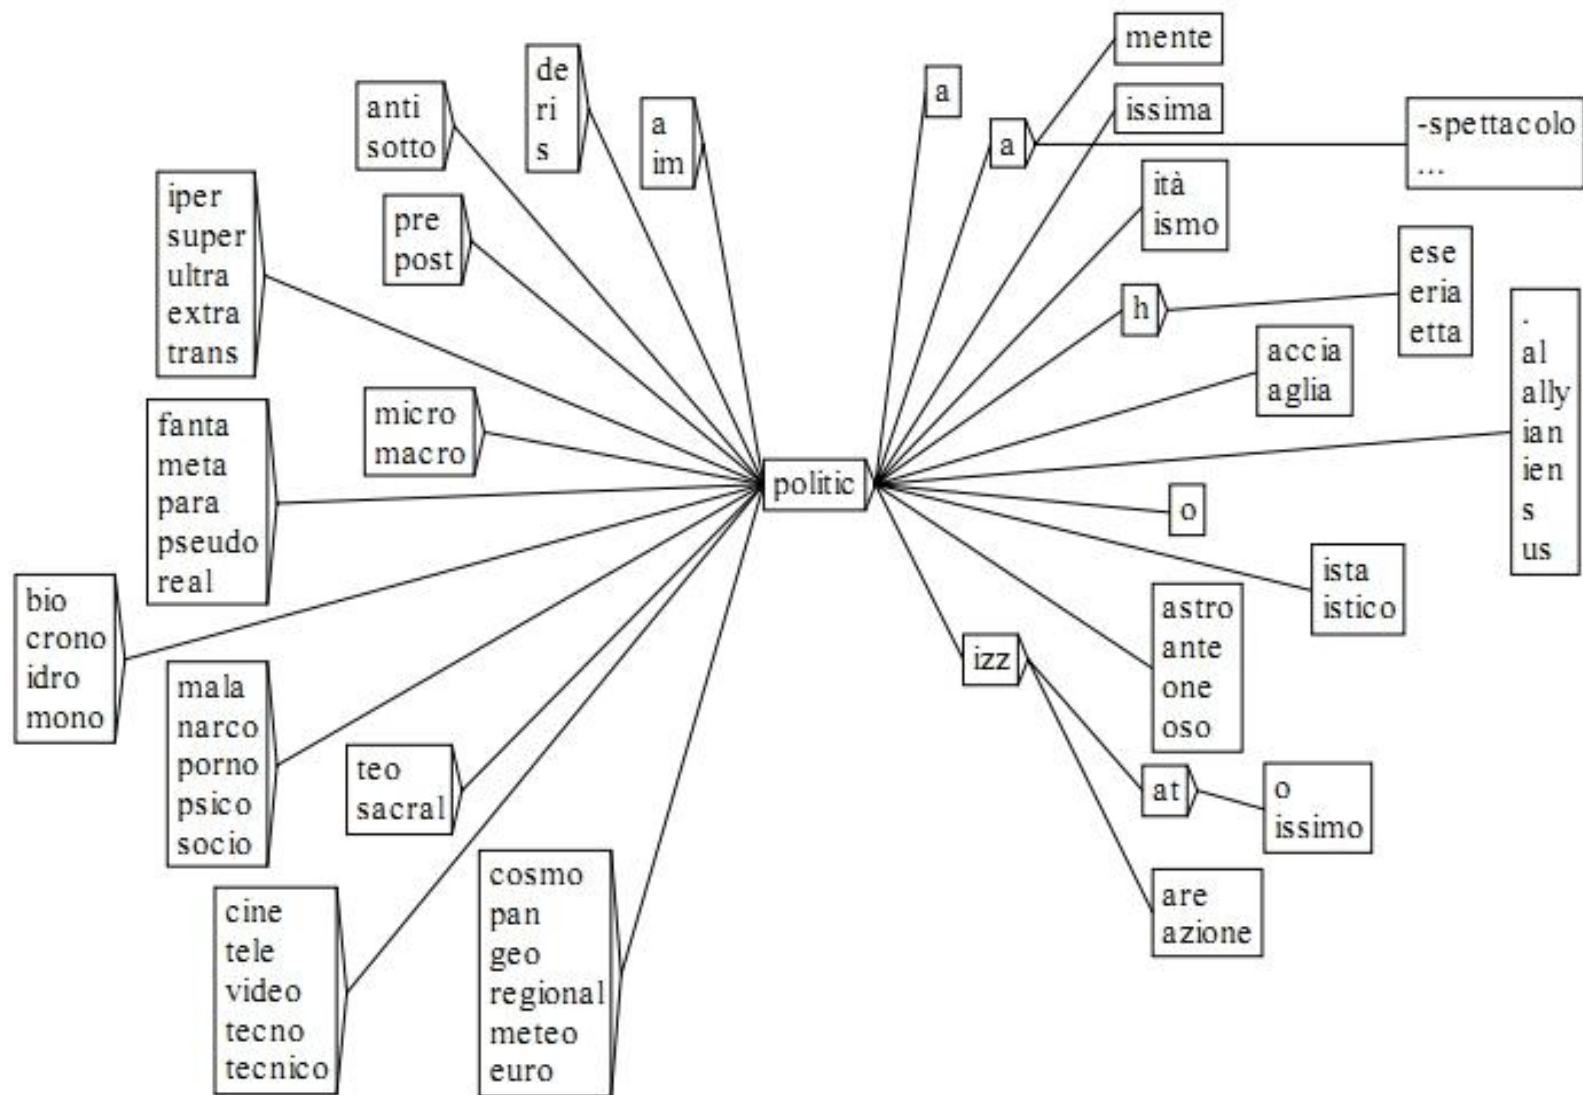 de
ri
s
anti
sotto
a
im
iper
super
ultra
extra
trans
pre
post
micro
macro
fanta
meta
para
pseudo
real
bio
crono
idro
mono
mala
narco
porno
psico
socio
teo
sacral
cine
tele
video
tecno
tecnico
cosmo
pan
geo
regional
meteo
euro
politic
a
a
mente
issima
-spettacolo
...
ità
ismo
h
ese
eria
etta
accia
aglia
.
al
ally
ian
ien
s
us
o
ista
istico
astro
ante
one
oso
izz
at
o
issimo
are
azione